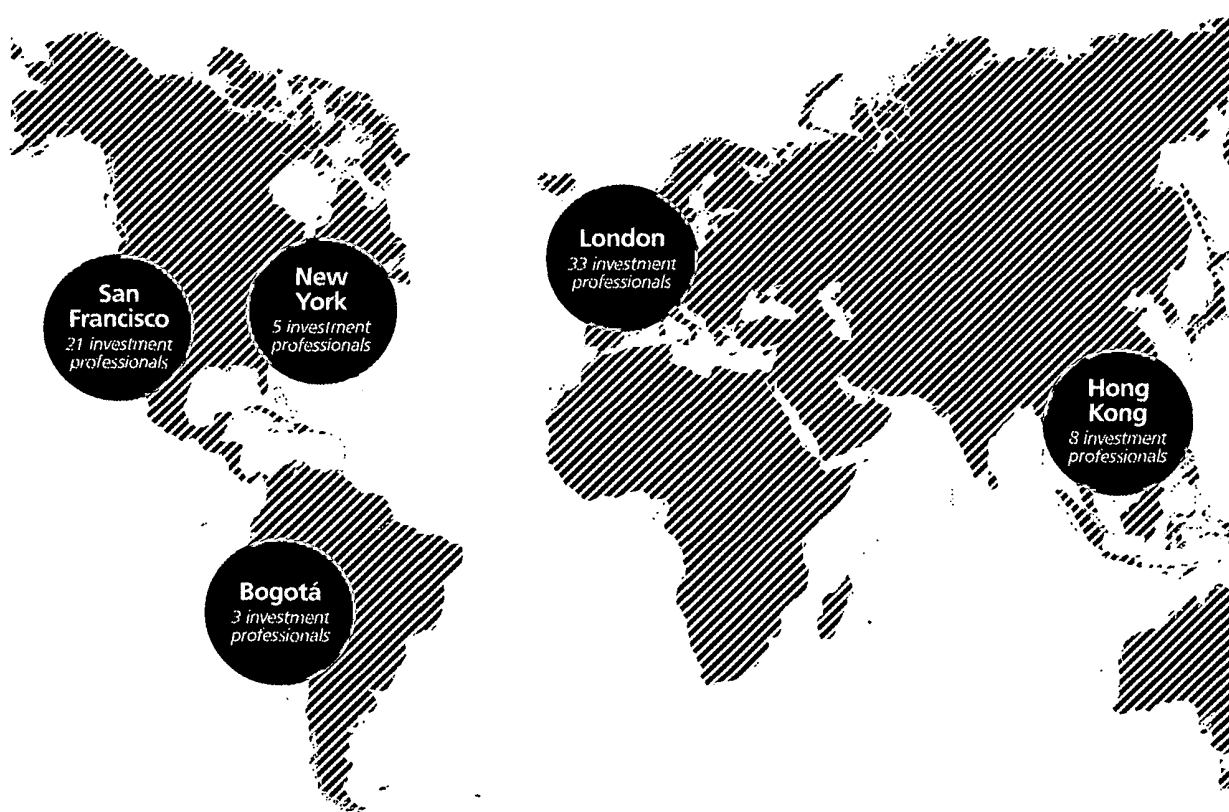 San
Francisco
21 investment
professionals
New
York
5 investment
professionals
London
33 investment
professionals
Hong
Kong
8 investment
professionals
Bogotá
3 investment
professionals